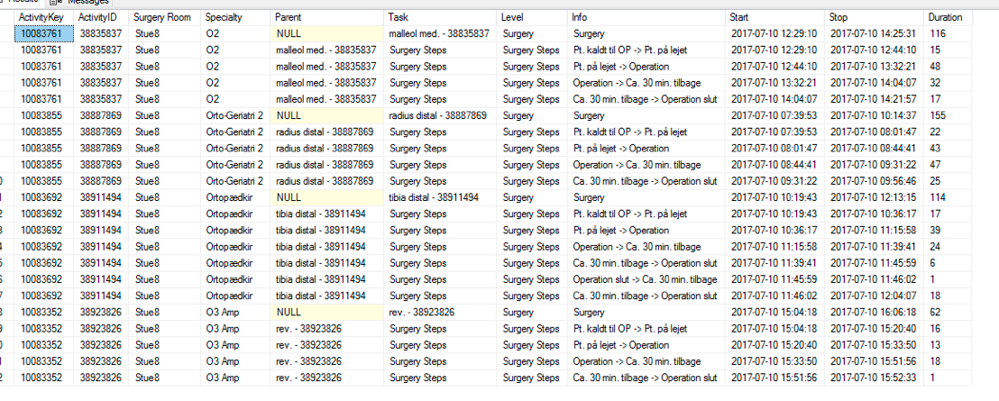 Results Messages
ActivityKey ActivityID Surgery Room Specialty Parent Task Level Info Start Stop Duration
10083761 38835837 Stue8 O2 NULL malleol med. - 38835837 Surgery Surgery 2017-07-10 12:29:10 2017-07-10 14:25:31 116
10083761 38835837 Stue8 O2 malleol med. - 38835837 Surgery Steps Surgery Steps Pt. kaldt til OP -> Pt. på lejet 2017-07-10 12:29:10 2017-07-10 12:44:10 15
10083761 38835837 Stue8 O2 malleol med. - 38835837 Surgery Steps Surgery Steps Pt. på lejet -> Operation 2017-07-10 12:44:10 2017-07-10 13:32:21 48
10083761 38835837 Stue8 O2 malleol med. - 38835837 Surgery Steps Surgery Steps Operation -> Ca. 30 min. tilbage 2017-07-10 13:32:21 2017-07-10 14:04:07 32
10083761 38835837 Stue8 O2 malleol med. - 38835837 Surgery Steps Surgery Steps Ca. 30 min. tilbage -> Operation slut 2017-07-10 14:04:07 2017-07-10 14:21:57 17
10083855 38887869 Stue8 Orto-Geriatri 2 NULL radius distal - 38887869 Surgery Surgery 2017-07-10 07:39:53 2017-07-10 10:14:37 155
10083855 38887869 Stue8 Orto-Geriatri 2 radius distal - 38887869 Surgery Steps Surgery Steps Pt. kaldt til OP -> Pt. på lejet 2017-07-10 07:39:53 2017-07-10 08:01:47 22
10083855 38887869 Stue8 Orto-Geriatri 2 radius distal - 38887869 Surgery Steps Surgery Steps Pt. på lejet -> Operation 2017-07-10 08:01:47 2017-07-10 08:44:41 43
10083855 38887869 Stue8 Orto-Geriatri 2 radius distal - 38887869 Surgery Steps Surgery Steps Operation -> Ca. 30 min. tilbage 2017-07-10 08:44:41 2017-07-10 09:31:22 47
0 10083855 38887869 Stue8 Orto-Geriatri 2 radius distal - 38887869 Surgery Steps Surgery Steps Ca. 30 min. tilbage -> Operation slut 2017-07-10 09:31:22 2017-07-10 09:56:46 25
1 10083692 38911494 Stue8 Ortopædkir NULL tibia distal - 38911494 Surgery Surgery 2017-07-10 10:19:43 2017-07-10 12:13:15 114
2 10083692 38911494 Stue8 Ortopædkir tibia distal - 38911494 Surgery Steps Surgery Steps Pt. kaldt til OP -> Pt. på lejet 2017-07-10 10:19:43 2017-07-10 10:36:17 17
3 10083692 38911494 Stue8 Ortopædkir tibia distal - 38911494 Surgery Steps Surgery Steps Pt. på lejet -> Operation 2017-07-10 10:36:17 2017-07-10 11:15:58 39
4 10083692 38911494 Stue8 Ortopædkir tibia distal - 38911494 Surgery Steps Surgery Steps Operation -> Ca. 30 min. tilbage 2017-07-10 11:15:58 2017-07-10 11:39:41 24
5 10083692 38911494 Stue8 Ortopædkir tibia distal - 38911494 Surgery Steps Surgery Steps Ca. 30 min. tilbage -> Operation slut 2017-07-10 11:39:41 2017-07-10 11:45:59 6
6 10083692 38911494 Stue8 Ortopædkir tibia distal - 38911494 Surgery Steps Surgery Steps Operation slut -> Ca. 30 min. tilbage 2017-07-10 11:45:59 2017-07-10 11:46:02 1
7 10083692 38911494 Stue8 Ortopædkir tibia distal - 38911494 Surgery Steps Surgery Steps Ca. 30 min. tilbage -> Operation slut 2017-07-10 11:46:02 2017-07-10 12:04:07 18
8 10083352 38923826 Stue8 O3 Amp NULL rev. - 38923826 Surgery Surgery 2017-07-10 15:04:18 2017-07-10 16:06:18 62
9 10083352 38923826 Stue8 O3 Amp rev. - 38923826 Surgery Steps Surgery Steps Pt. kaldt til OP -> Pt. på lejet 2017-07-10 15:04:18 2017-07-10 15:20:40 16
0 10083352 38923826 Stue8 O3 Amp rev. - 38923826 Surgery Steps Surgery Steps Pt. på lejet -> Operation 2017-07-10 15:20:40 2017-07-10 15:33:50 13
1 10083352 38923826 Stue8 O3 Amp rev. - 38923826 Surgery Steps Surgery Steps Operation -> Ca. 30 min. tilbage 2017-07-10 15:33:50 2017-07-10 15:51:56 18
2 10083352 38923826 Stue8 O3 Amp rev. - 38923826 Surgery Steps Surgery Steps Ca. 30 min. tilbage -> Operation slut 2017-07-10 15:51:56 2017-07-10 15:52:33 1